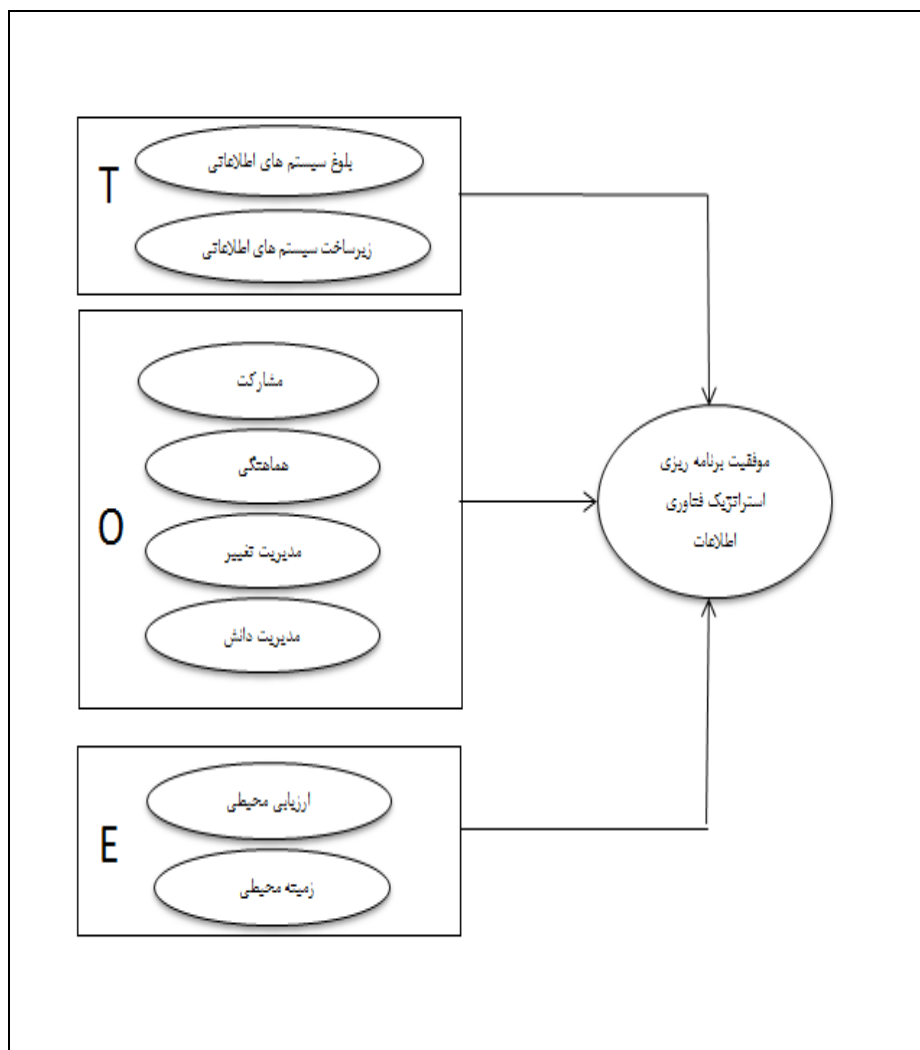 T
بلوغ سیستم های اطلاعاتی
زیرساخت سیستم های اطلاعاتی
O
مشارکت
هماهنگی
مدیریت تغییر
مدیریت دانش
موفقیت برنامه ریزی
استراتژیک فناوری
اطلاعات
E
ارزیابی محیطی
زمینه محیطی